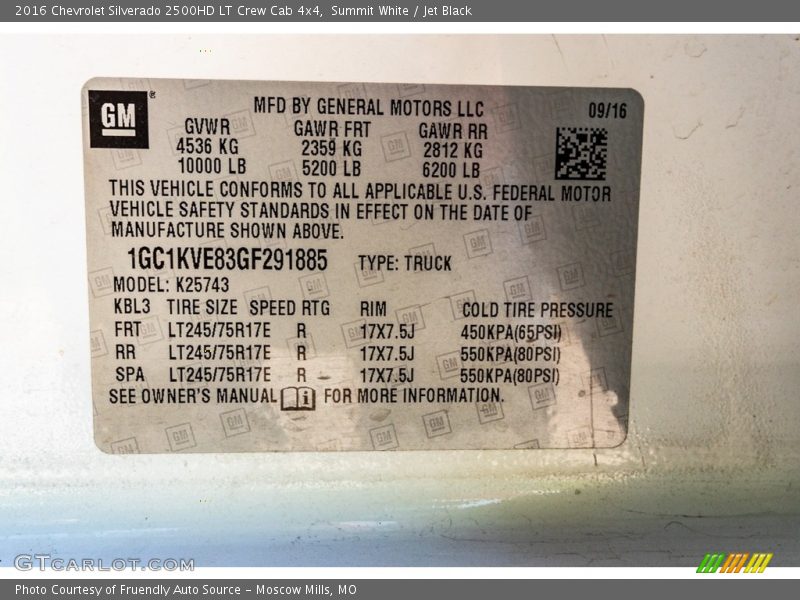 2016 Chevrolet Silverado 2500HD LT Crew Cab 4x4,  Summit White / Jet Black
GM ®
MFD BY GENERAL MOTORS LLC 09/16
GVWR GAWR FRT GAWR RR
4536 KG 2359 KG 2812 KG
10000 LB 5200 LB 6200 LB
THIS VEHICLE CONFORMS TO ALL APPLICABLE U.S. FEDERAL MOTOR
VEHICLE SAFETY STANDARDS IN EFFECT ON THE DATE OF
MANUFACTURE SHOWN ABOVE.
1GC1KVE83GF291885 TYPE: TRUCK
MODEL: K25743
KBL3 TIRE SIZE SPEED RTG RIM COLD TIRE PRESSURE
FRT LT245/75R17E R 17X7.5J 450KPA(65PSI)
RR LT245/75R17E R 17X7.5J 550KPA(80PSI)
SPA LT245/75R17E R 17X7.5J 550KPA(80PSI)
SEE OWNER'S MANUAL i FOR MORE INFORMATION.
GTCARLOT.COM
Photo Courtesy of Fruendly Auto Source – Moscow Mills, MO